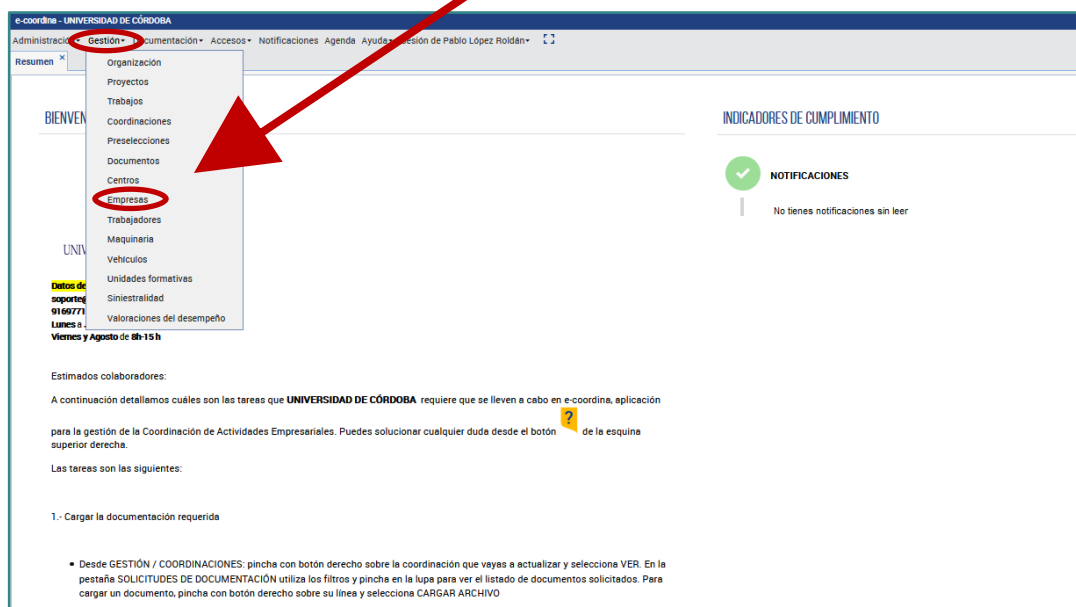 e-coordina - UNIVERSIDAD DE CÓRDOBA
Gestión Accesos Notificaciones Agenda Ayuda de Pablo López Roldán
Resumen
Organización
Proyectos
Trabajos
Coordinaciones
Preselecciones
Documentos
Centros
Empresas
Trabajadores
Maquinaria
Vehículos
Unidades formativas
Siniestralidad
Valoraciones del desempeño
INDICADORES DE CUMPLIMIENTO
NOTIFICACIONES
No tienes notificaciones sin leer
Datos de
Lunes a
Viernes y Agosto de 8h-15 h
Estimados colaboradores:
A continuación detallamos cuáles son las tareas que UNIVERSIDAD DE CÓRDOBA requiere que se lleven a cabo en e-coordina, aplicación
para la gestión de la Coordinación de Actividades Empresariales. Puedes solucionar cualquier duda desde el botón ? de la esquina
superior derecha.
Las tareas son las siguientes:
1.- Cargar la documentación requerida
• Desde GESTIÓN / COORDINACIONES: pincha con botón derecho sobre la coordinación que vayas a actualizar y selecciona VER. En la
pestaña SOLICITUDES DE DOCUMENTACIÓN utiliza los filtros y pincha en la lupa para ver el listado de documentos solicitados. Para
cargar un documento, pincha con botón derecho sobre su línea y selecciona CARGAR ARCHIVO